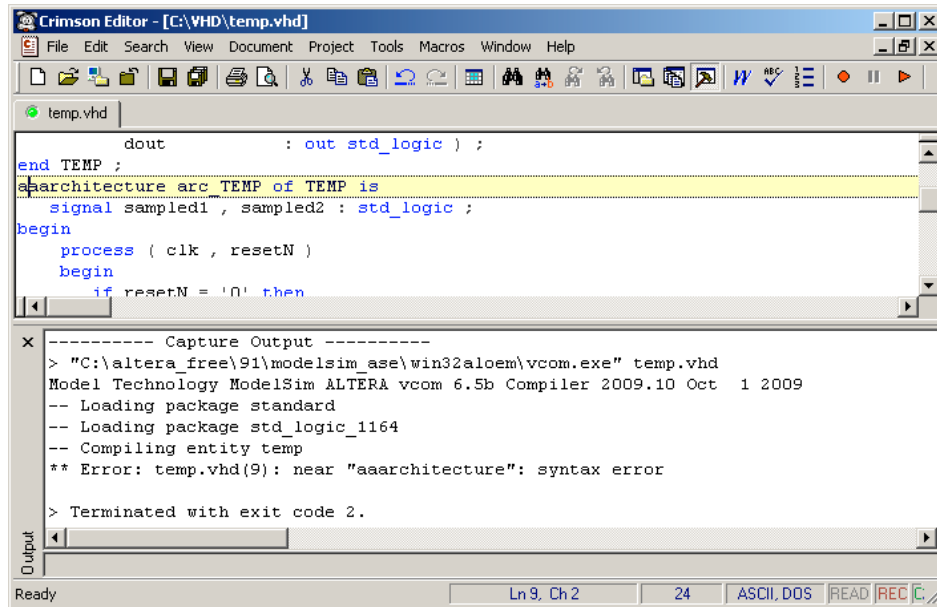 Crimson Editor - [C:\VHD\temp.vhd]
File Edit Search View Document Project Tools Macros Window Help
temp.vhd
dout : out std_logic ) ;
end TEMP ;
aaarchitecture arc_TEMP of TEMP is
signal sampled1 , sampled2 : std_logic ;
begin
process ( clk , resetN )
begin
if resetN = '0' then
---------- Capture Output ----------
> "C:\altera_free\91\modelsim_ase\win32aloem\vcom.exe" temp.vhd
Model Technology ModelSim ALTERA vcom 6.5b Compiler 2009.10 Oct  1 2009
-- Loading package standard
-- Loading package std_logic_1164
-- Compiling entity temp
** Error: temp.vhd(9): near "aaarchitecture": syntax error
> Terminated with exit code 2.
Output
Ready Ln 9, Ch 2 24 ASCII, DOS READ REC C